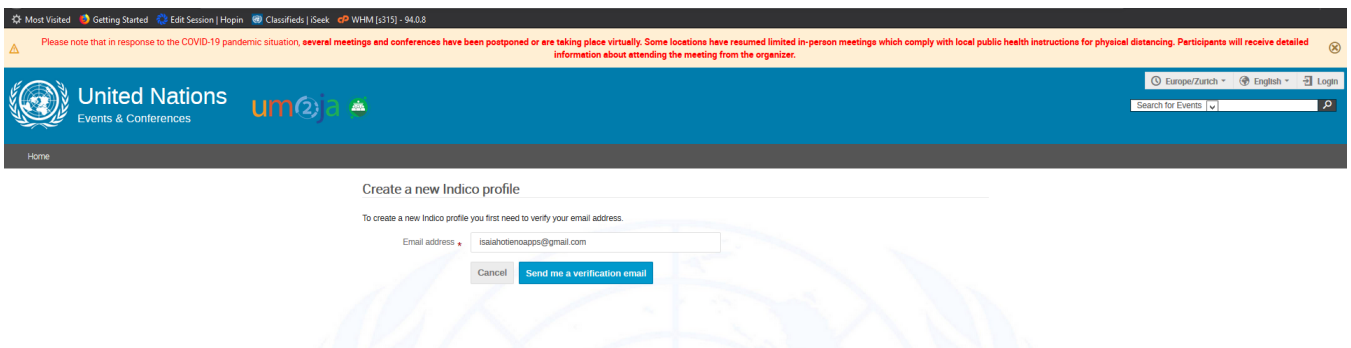 Most Visited Getting Started Edit Session | Hopin Classifieds | iSeek WHM [s315] - 94.0.8
Please note that in response to the COVID-19 pandemic situation, several meetings and conferences have been postponed or are taking place virtually. Some locations have resumed limited in-person meetings which comply with local public health instructions for physical distancing. Participants will receive detailed
information about attending the meeting from the organizer.
Europe/Zurich English Login
United Nations
Events & Conferences
um2ja
Search for Events
Home
Create a new Indico profile
To create a new Indico profile you first need to verify your email address.
Email address * isaiahotienoapps@gmail.com
Cancel Send me a verification email